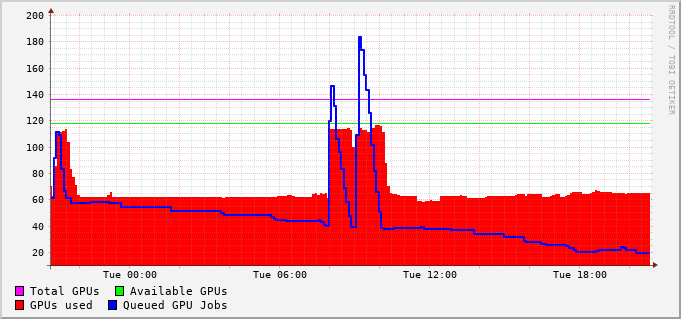 200
180
160
140
120
100
80
60
40
20
Tue 00:00 Tue 06:00 Tue 12:00 Tue 18:00
Total GPUs Available GPUs
GPUs used Queued GPU Jobs
RRDTOOL / TOBI OETIKER